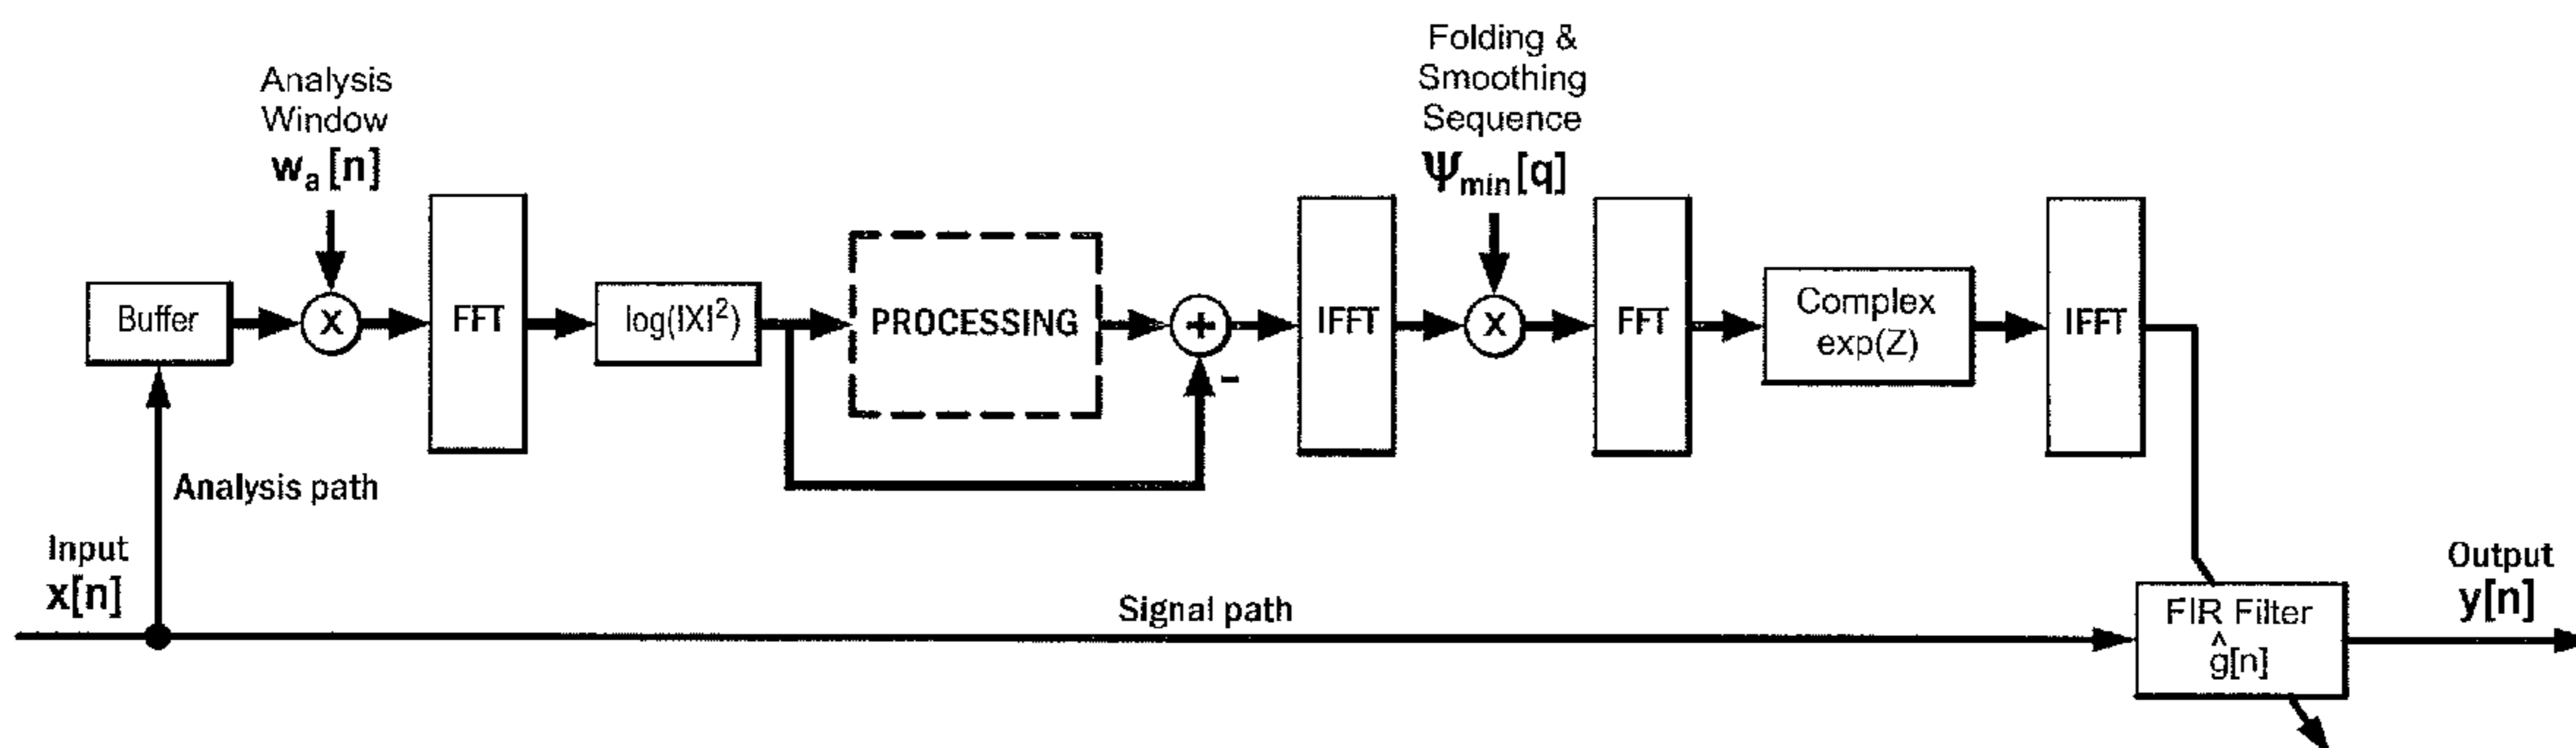 Analysis
Window
wₐ[n]
Folding &
Smoothing
Sequence
Ψmin[q]
Buffer
X
FFT
log(IXI²)
PROCESSING
+
-
IFFT
X
FFT
Complex
exp(Z)
IFFT
Analysis path
Input
x[n]
Signal path
FIR Filter
ĝ[n]
Output
y[n]